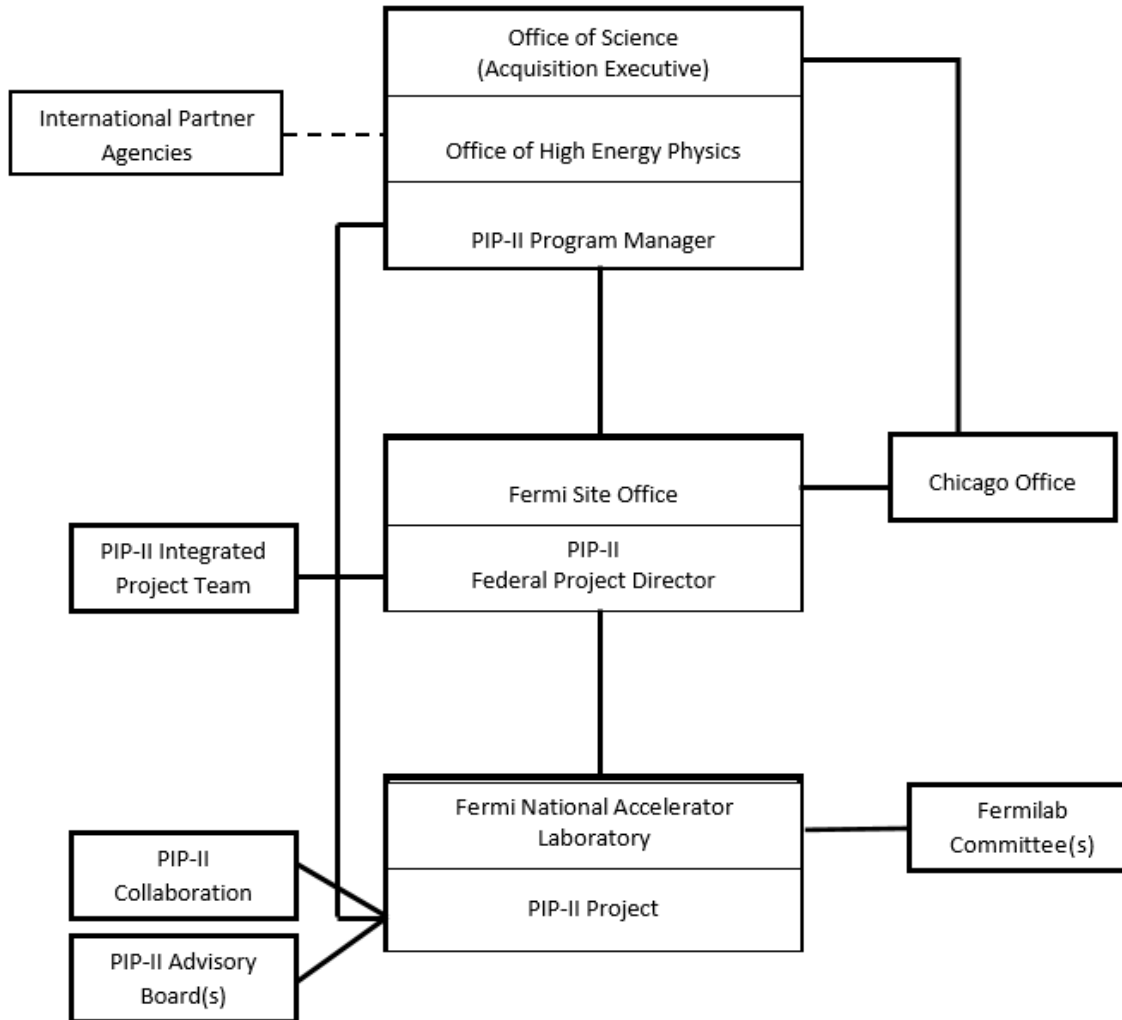 Office of Science
(Acquisition Executive)
International Partner
Agencies
Office of High Energy Physics
PIP-II Program Manager
Fermi Site Office
Chicago Office
PIP-II Integrated
Project Team
PIP-II
Federal Project Director
Fermi National Accelerator
Laboratory
Fermilab
Committee(s)
PIP-II
Collaboration
PIP-II Project
PIP-II Advisory
Board(s)